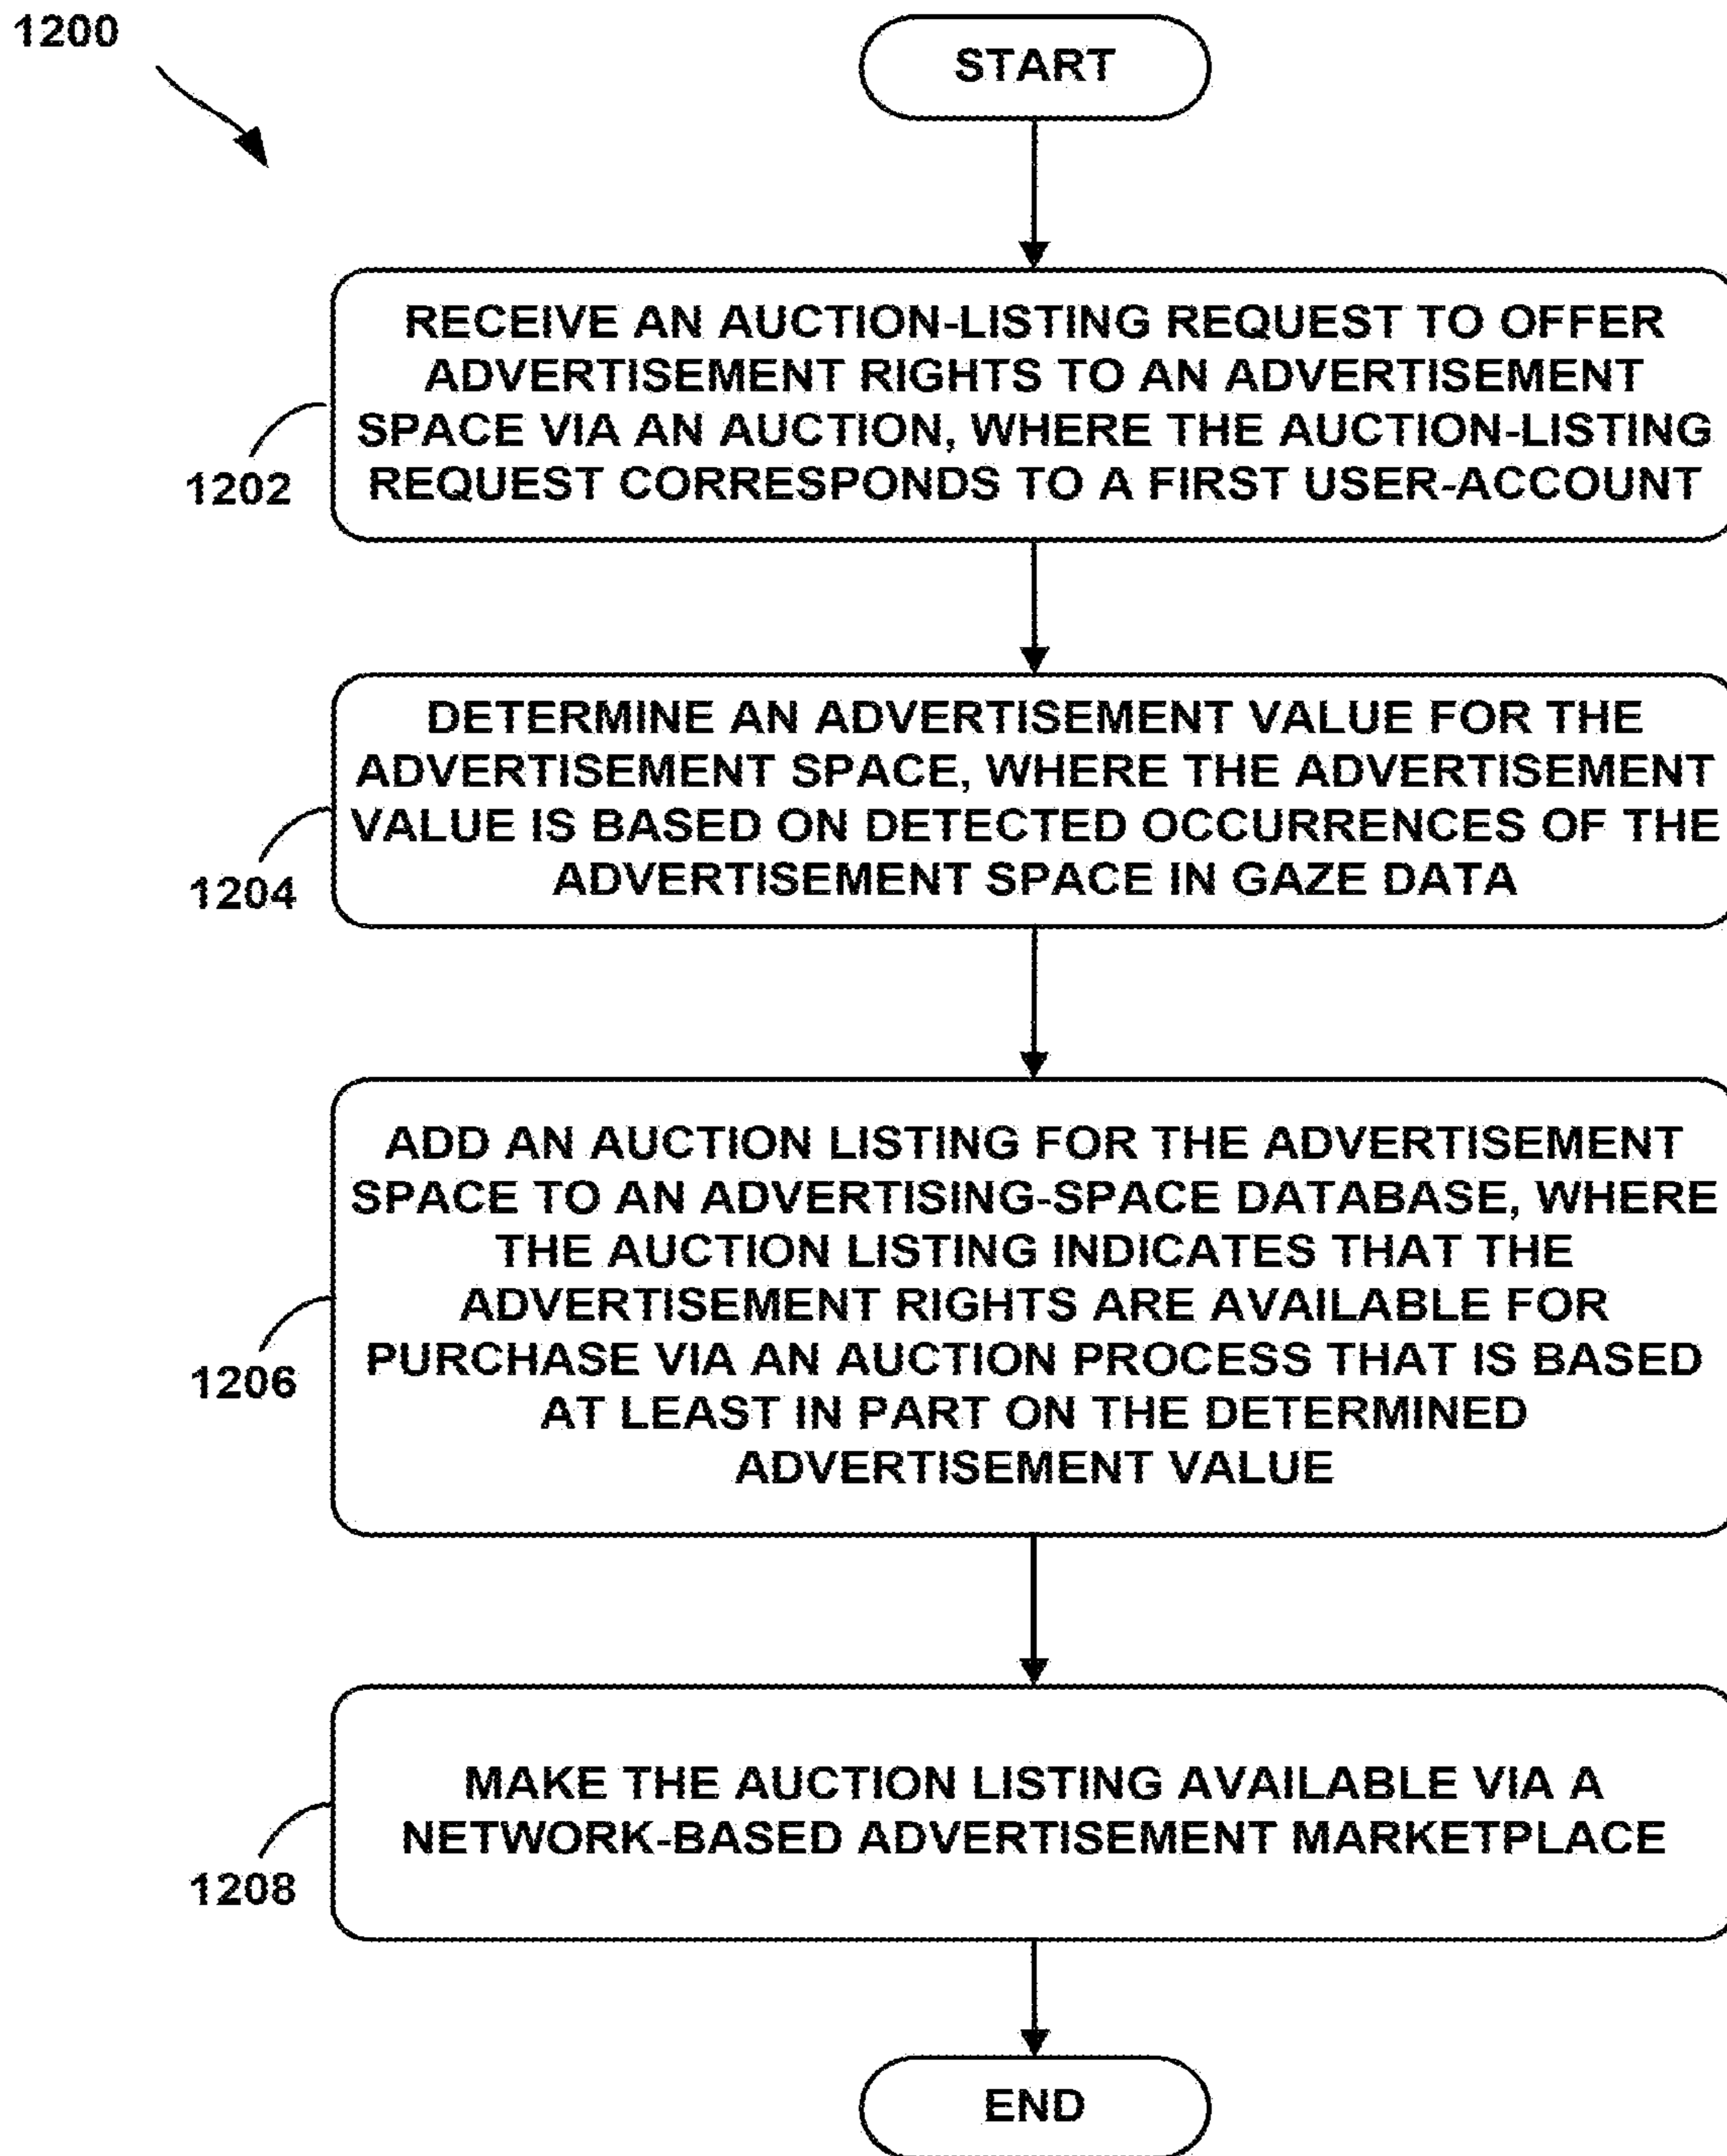 1200
START
RECEIVE AN AUCTION-LISTING REQUEST TO OFFER
ADVERTISEMENT RIGHTS TO AN ADVERTISEMENT
SPACE VIA AN AUCTION, WHERE THE AUCTION-LISTING
REQUEST CORRESPONDS TO A FIRST USER-ACCOUNT
1202
DETERMINE AN ADVERTISEMENT VALUE FOR THE
ADVERTISEMENT SPACE, WHERE THE ADVERTISEMENT
VALUE IS BASED ON DETECTED OCCURRENCES OF THE
ADVERTISEMENT SPACE IN GAZE DATA
1204
ADD AN AUCTION LISTING FOR THE ADVERTISEMENT
SPACE TO AN ADVERTISING-SPACE DATABASE, WHERE
THE AUCTION LISTING INDICATES THAT THE
ADVERTISEMENT RIGHTS ARE AVAILABLE FOR
PURCHASE VIA AN AUCTION PROCESS THAT IS BASED
AT LEAST IN PART ON THE DETERMINED
ADVERTISEMENT VALUE
1206
MAKE THE AUCTION LISTING AVAILABLE VIA A
NETWORK-BASED ADVERTISEMENT MARKETPLACE
1208
END